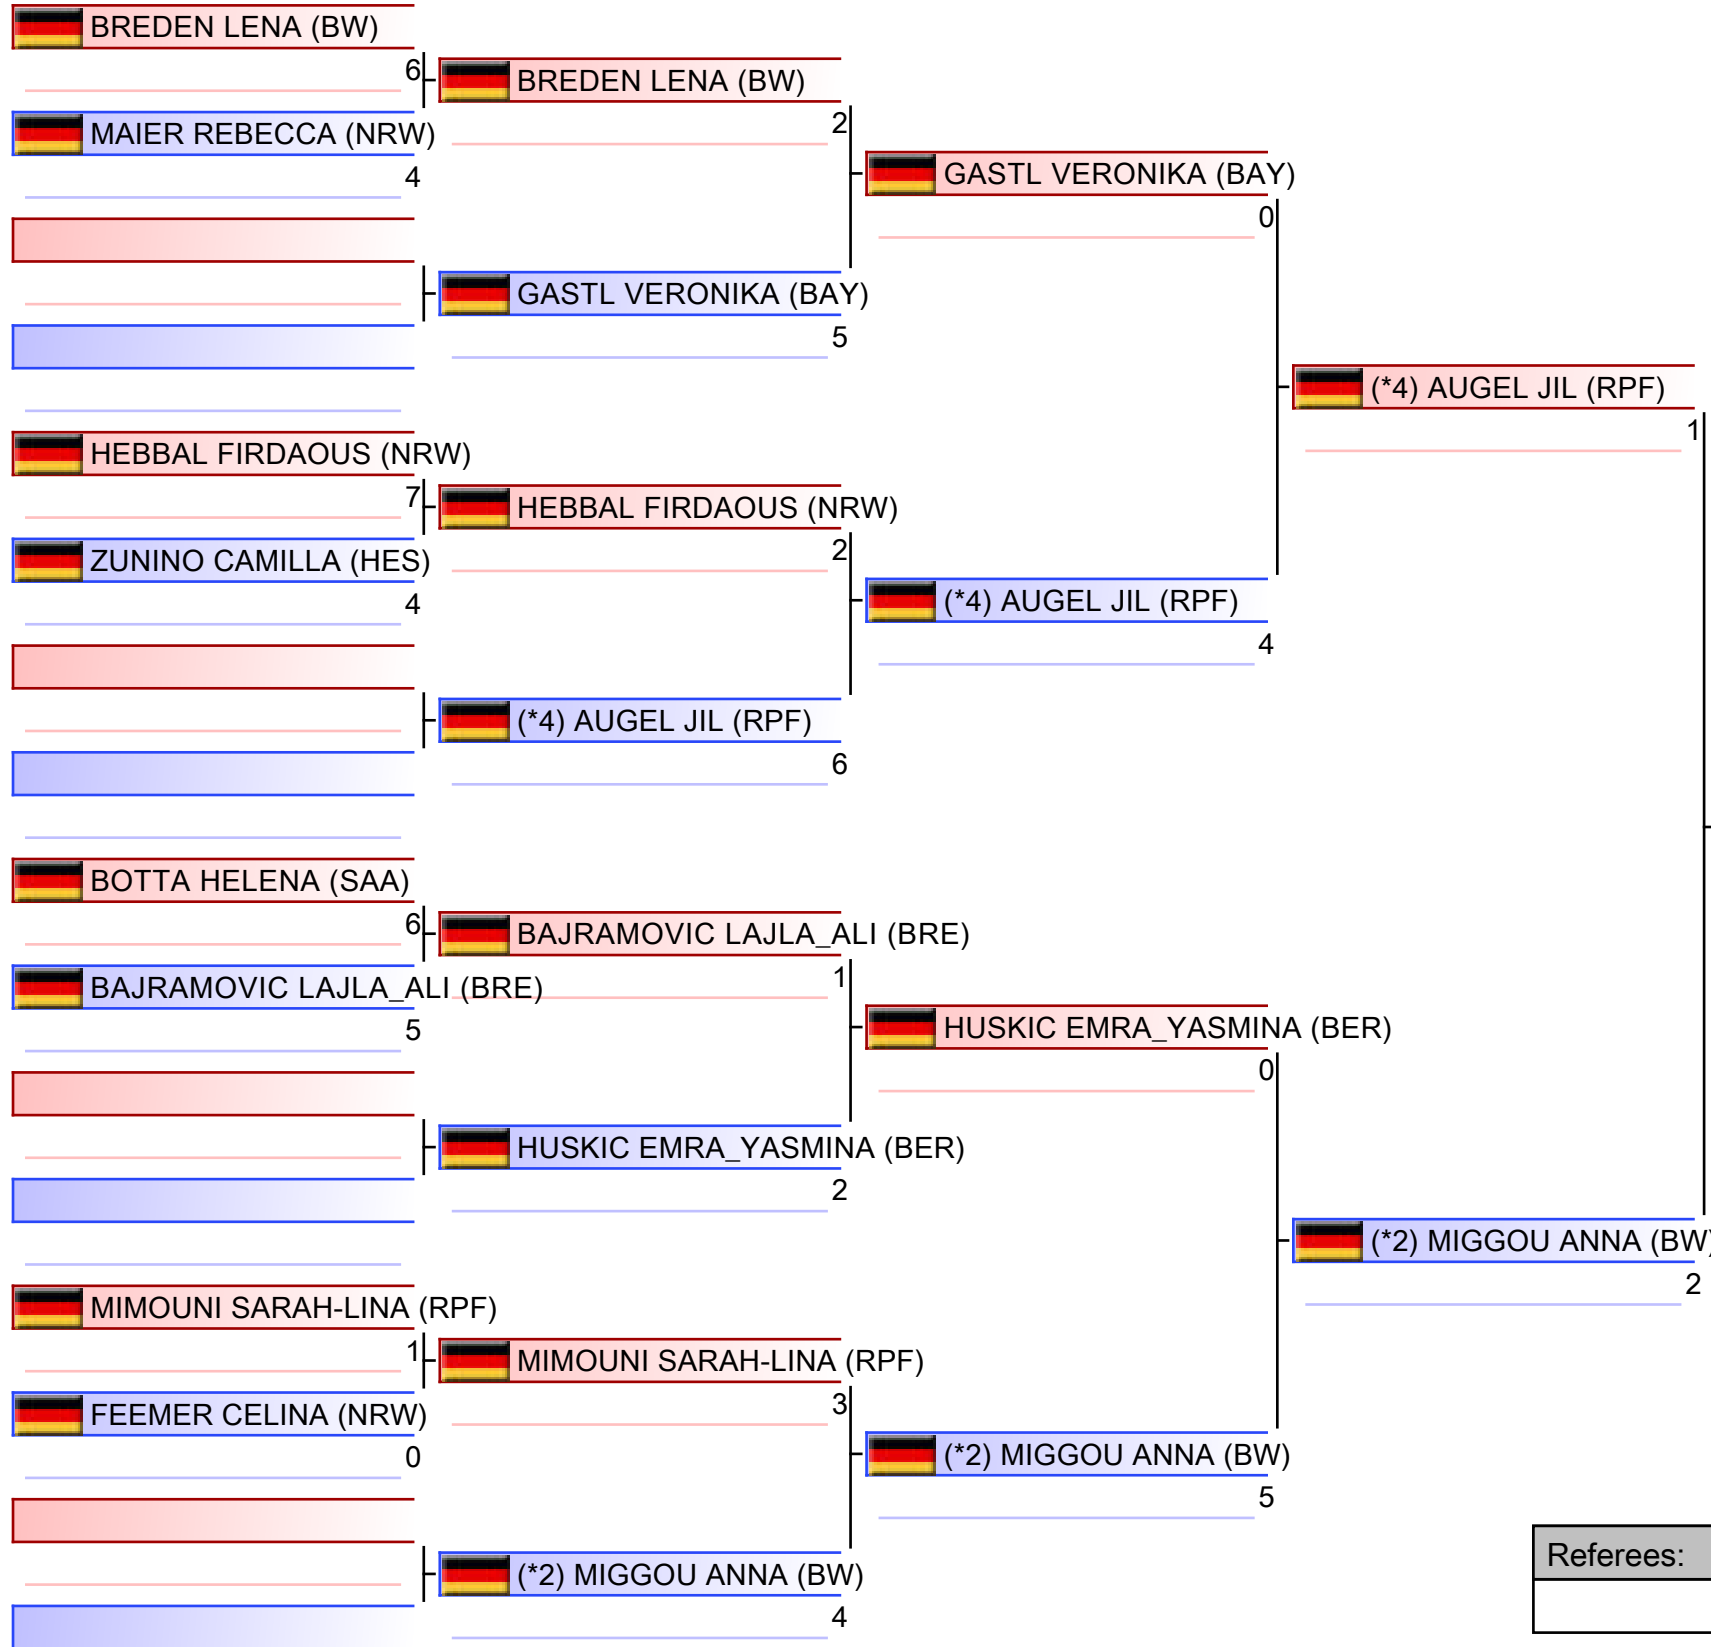 BREDEN LENA (BW)
6
MAIER REBECCA (NRW)
4
HEBBAL FIRDAOUS (NRW)
7
ZUNINO CAMILLA (HES)
4
BOTTA HELENA (SAA)
6
BAJRAMOVIC LAJLA_ALI (BRE)
5
MIMOUNI SARAH-LINA (RPF)
1
FEEMER CELINA (NRW)
0
BREDEN LENA (BW)
2
GASTL VERONIKA (BAY)
5
HEBBAL FIRDAOUS (NRW)
2
(*4) AUGEL JIL (RPF)
6
BAJRAMOVIC LAJLA_ALI (BRE)
1
HUSKIC EMRA_YASMINA (BER)
2
MIMOUNI SARAH-LINA (RPF)
3
(*2) MIGGOU ANNA (BW)
4
GASTL VERONIKA (BAY)
0
(*4) AUGEL JIL (RPF)
4
HUSKIC EMRA_YASMINA (BER)
0
(*2) MIGGOU ANNA (BW)
5
(*4) AUGEL JIL (RPF)
1
(*2) MIGGOU ANNA (BW)
2
Referees: